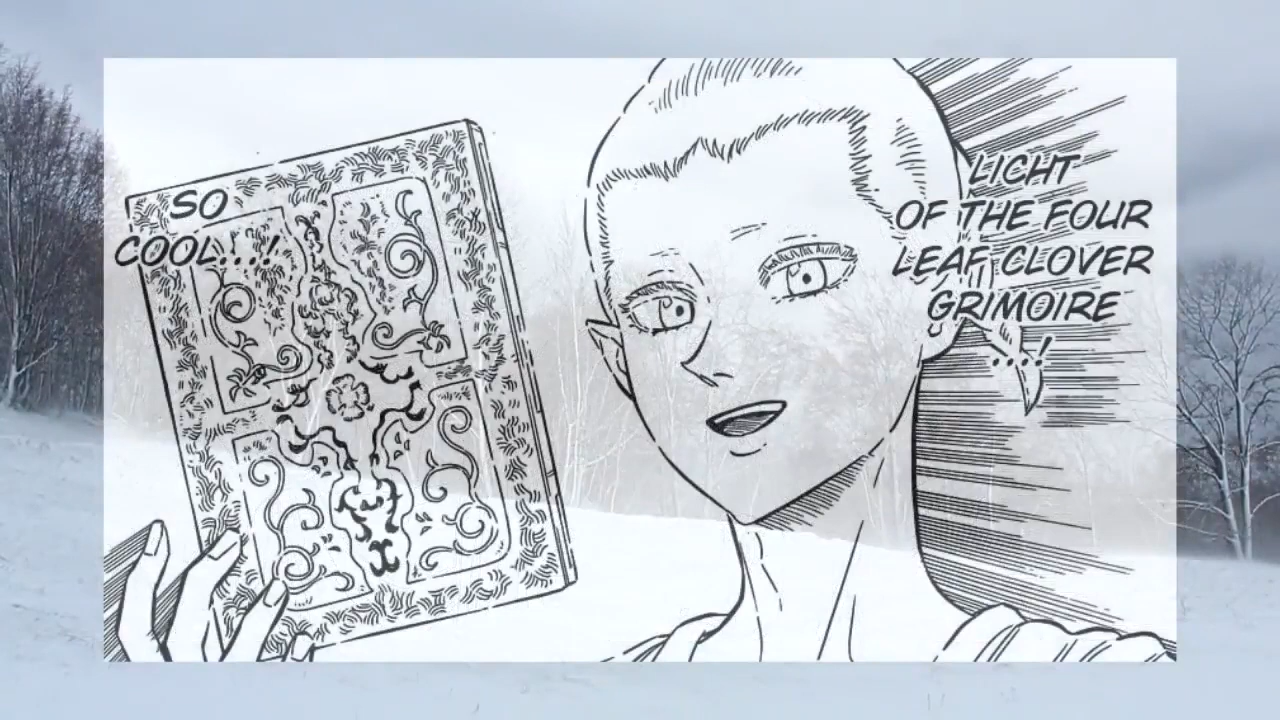 SO
COOL...!
LICHT
OF THE FOUR
LEAF CLOVER
GRIMOIRE
...!